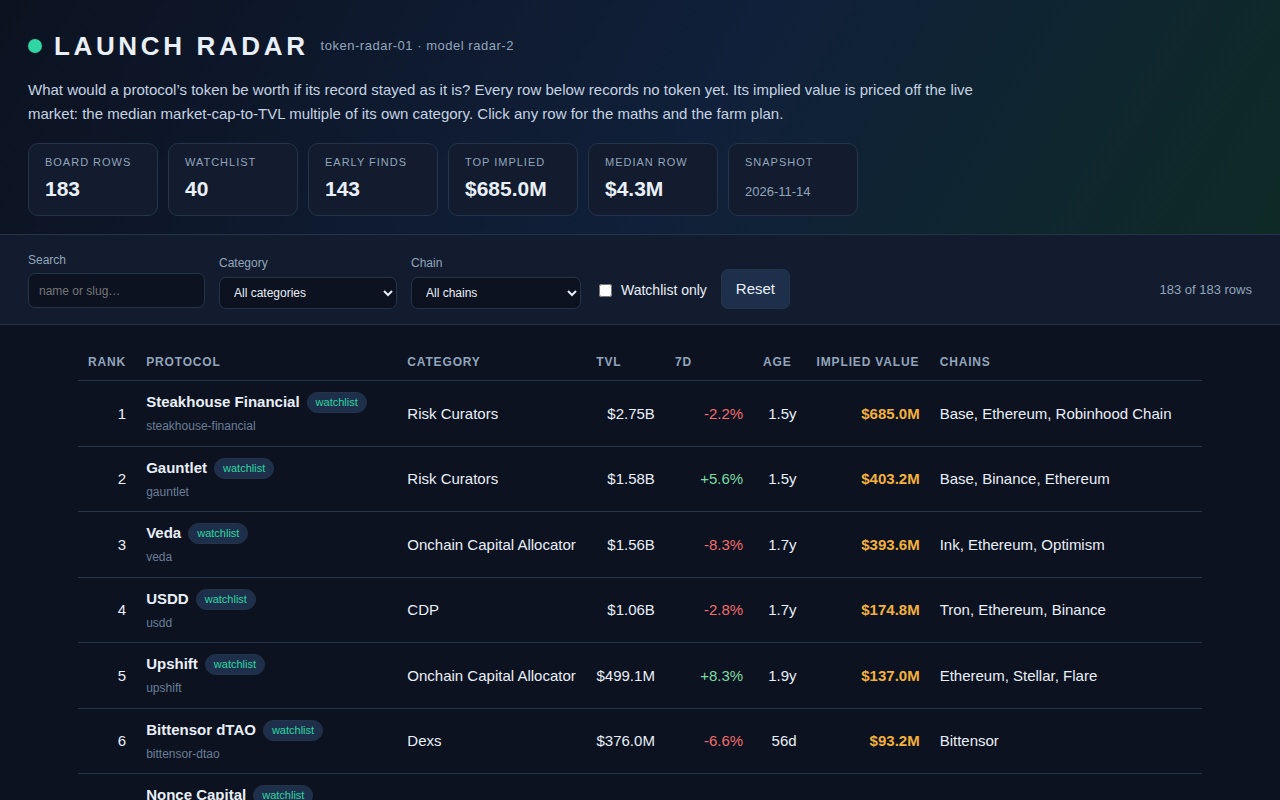 LAUNCH RADAR token-radar-01 · model radar-2
What would a protocol's token be worth if its record stayed as it is? Every row below records no token yet. Its implied value is priced off the live
market: the median market-cap-to-TVL multiple of its own category. Click any row for the maths and the farm plan.
BOARD ROWS WATCHLIST EARLY FINDS TOP IMPLIED MEDIAN ROW SNAPSHOT
183 40 143 $685.0M $4.3M 2026-11-14
Search Category Chain
name or slug… All categories All chains Watchlist only Reset 183 of 183 rows
RANK PROTOCOL CATEGORY TVL 7D AGE IMPLIED VALUE CHAINS
1 Steakhouse Financial watchlist Risk Curators $2.75B -2.2% 1.5y $685.0M Base, Ethereum, Robinhood Chain
steakhouse-financial
2 Gauntlet watchlist Risk Curators $1.58B +5.6% 1.5y $403.2M Base, Binance, Ethereum
gauntlet
3 Veda watchlist Onchain Capital Allocator $1.56B -8.3% 1.7y $393.6M Ink, Ethereum, Optimism
veda
4 USDD watchlist CDP $1.06B -2.8% 1.7y $174.8M Tron, Ethereum, Binance
usdd
5 Upshift watchlist Onchain Capital Allocator $499.1M +8.3% 1.9y $137.0M Ethereum, Stellar, Flare
upshift
6 Bittensor dTAO watchlist Dexs $376.0M -6.6% 56d $93.2M Bittensor
bittensor-dtao
Nonce Capital watchlist